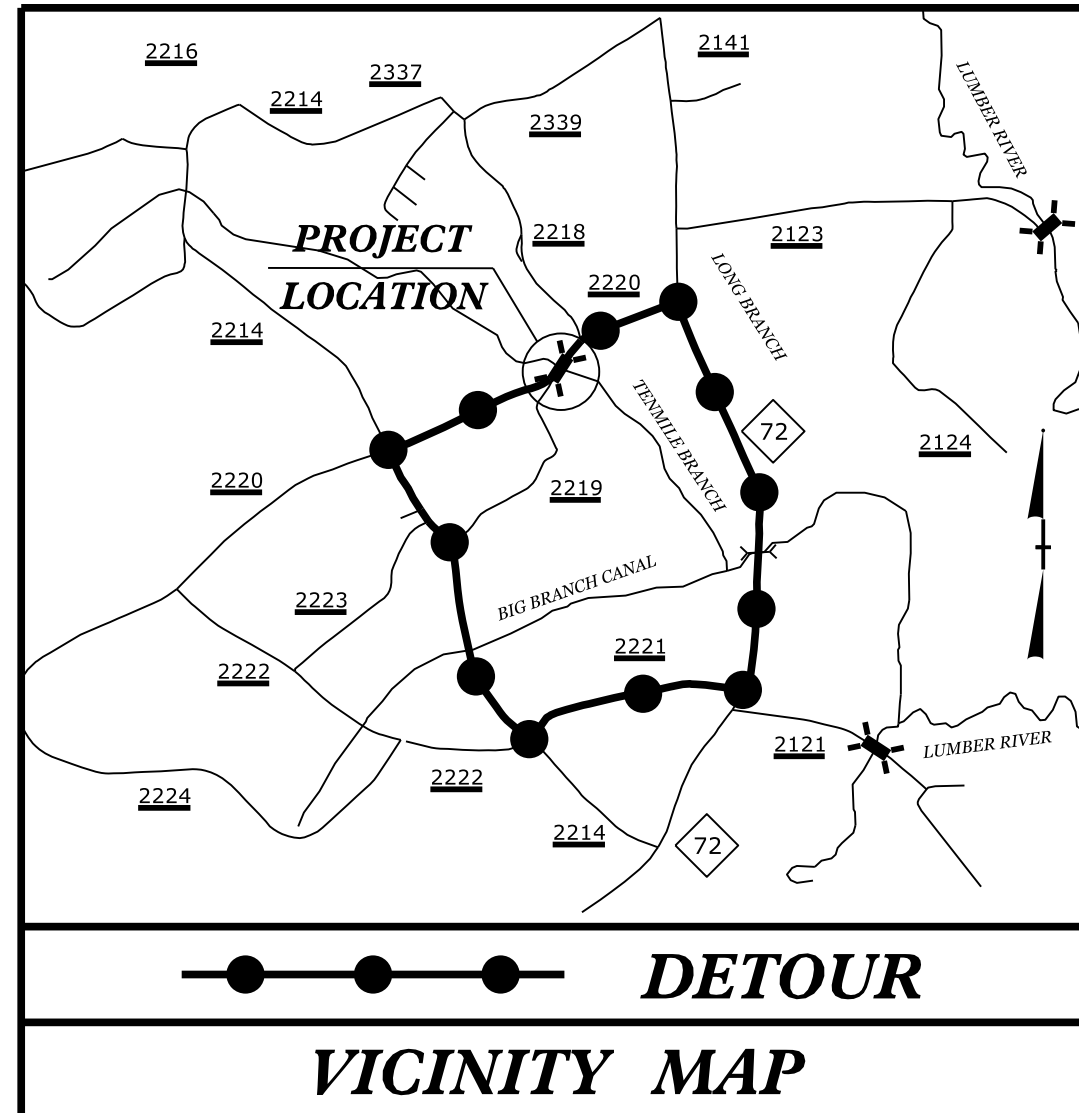 2141
2216
2337
2214
LUMBER RIVER
2339
2218
2123
PROJECT
LOCATION
2220
LONG BRANCH
2214
TENMILE BRANCH
72
2124
2220
2219
BIG BRANCH CANAL
2223
2221
2222
2121
LUMBER RIVER
2222
2224
2214
72
DETOUR
VICINITY MAP